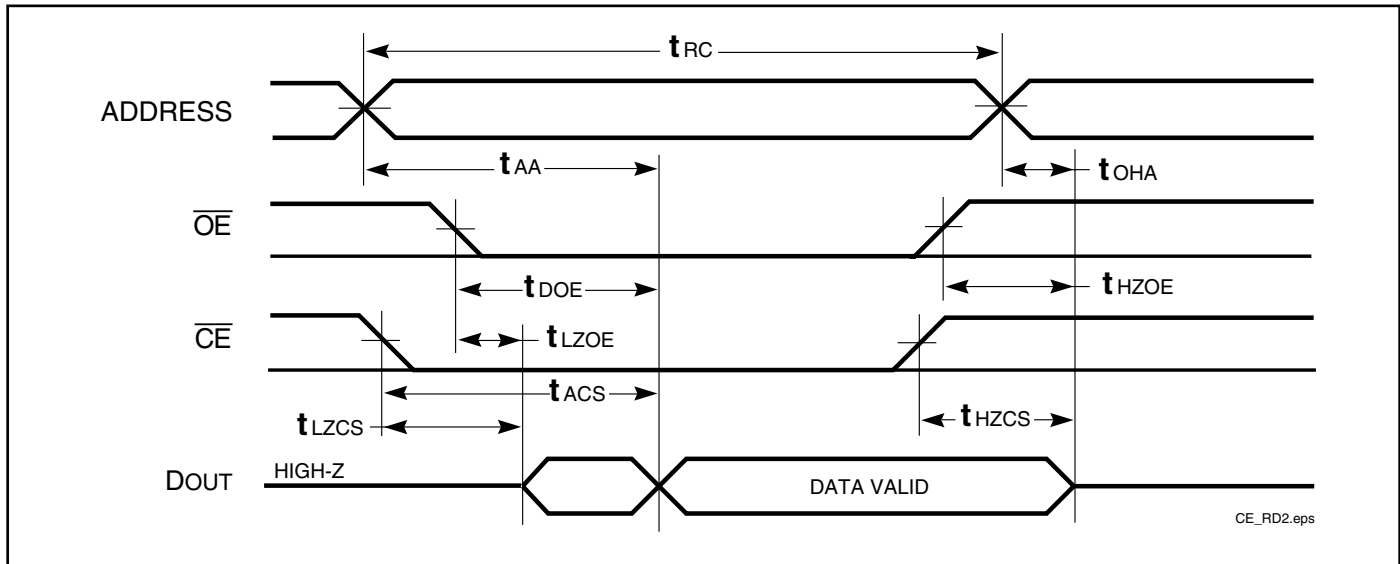 tRC
ADDRESS
tAA
tOHA
OE
tDOE
tHZOE
CE
tLZOE
tACS
tLZCS
tHZCS
DOUT
HIGH-Z
DATA VALID
CE_RD2.eps